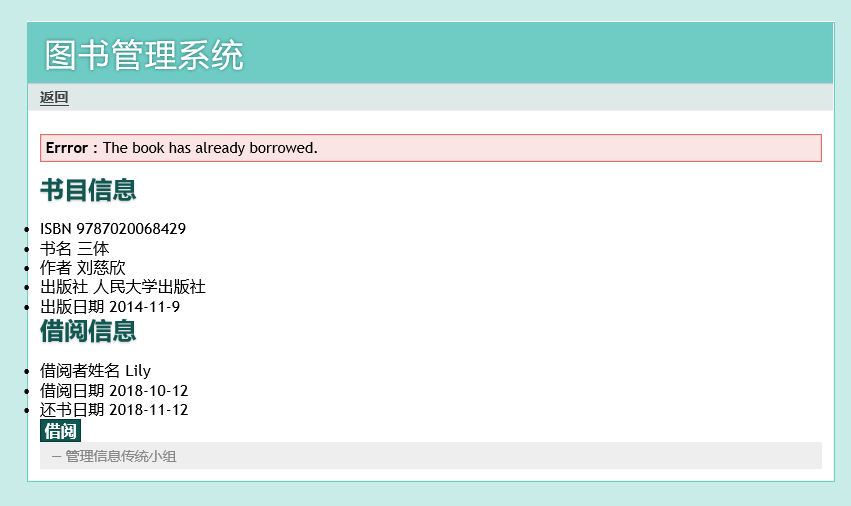 图书管理系统
返回
Errror : The book has already borrowed.
书目信息
ISBN 9787020068429
书名 三体
作者 刘慈欣
出版社 人民大学出版社
出版日期 2014-11-9
借阅信息
借阅者姓名 Lily
借阅日期 2018-10-12
还书日期 2018-11-12
借阅
— 管理信息传统小组